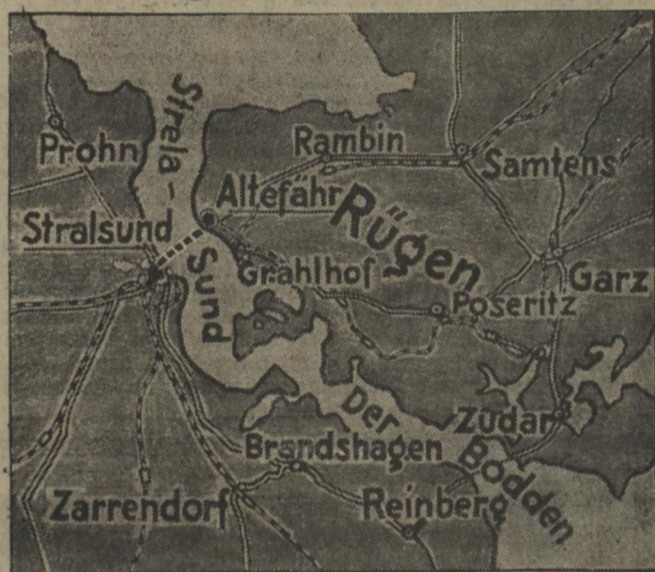 Strela-
Sund
Prohn
Rambin
Samtens
Altefähr
Rügen
Stralsund
Grahlhof
Garz
Poseritz
Der
Bodden
Zudar
Brandshagen
Zarrendorf
Reinberg